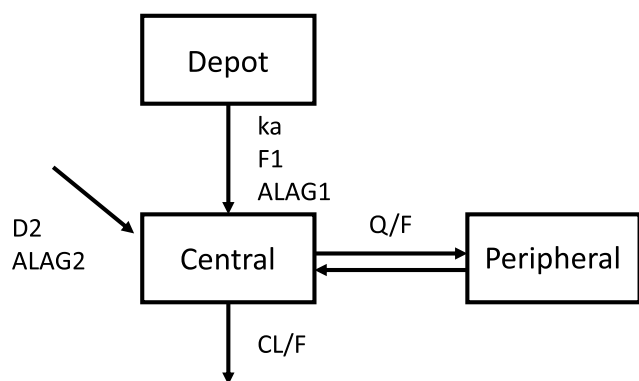 Depot
ka
F1
ALAG1
D2
ALAG2
Central
Q/F
Peripheral
CL/F